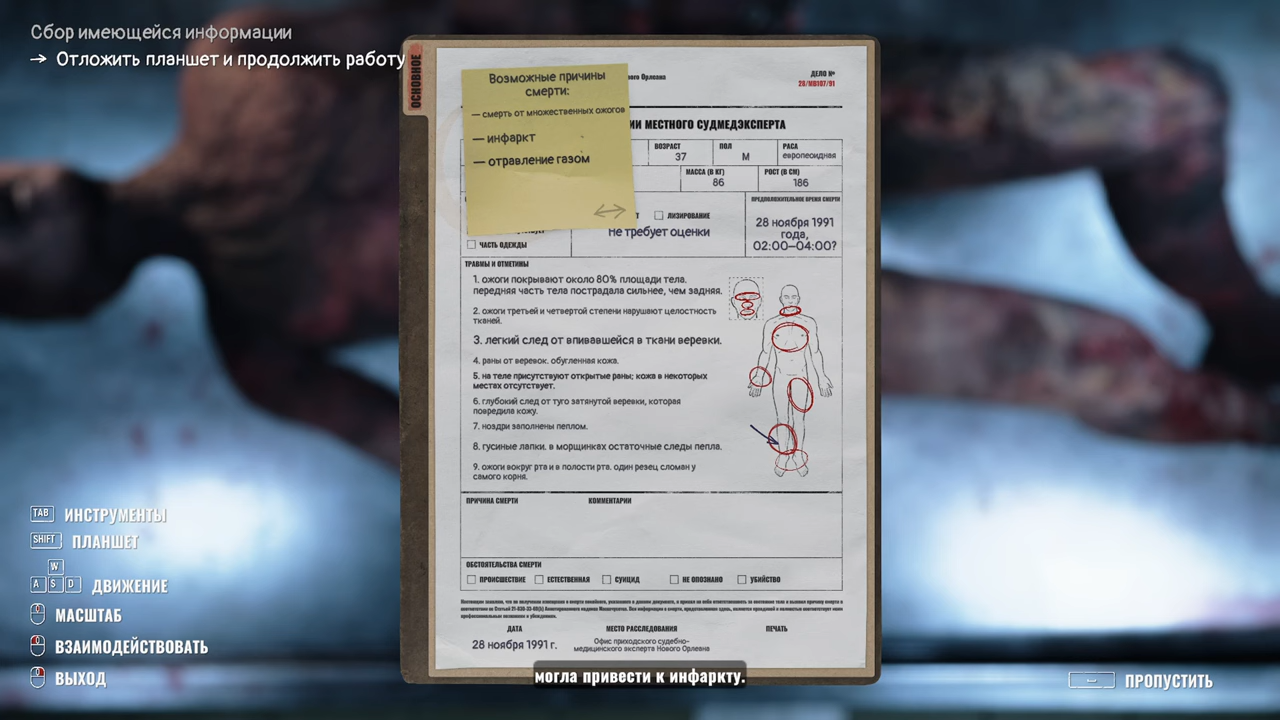 Сбор имеющейся информации
→ Отложить планшет и продолжить работу
ОСНОВНОЕ
Возможные причины
смерти:
— смерть от множественных ожогов
— инфаркт
— отравление газом
ого Орлеана
ДЕЛО №
28/МВ107/91
ИИ МЕСТНОГО СУДМЕДЭКСПЕРТА
ВОЗРАСТ
37
ПОЛ
М
РАСА
европеоидная
МАССА (В КГ)
86
РОСТ (В СМ)
186
ПРЕДПОЛОЖИТЕЛЬНОЕ ВРЕМЯ СМЕРТИ
28 ноября 1991
года,
02:00–04:00?
ЛИЗИРОВАНИЕ
Не требует оценки
ЧАСТЬ ОДЕЖДЫ
ТРАВМЫ И ОТМЕТИНЫ
1. ожоги покрывают около 80% площади тела.
передняя часть тела пострадала сильнее, чем задняя.
2. ожоги третьей и четвертой степени нарушают целостность
тканей.
3. легкий след от впивавшейся в ткани веревки.
4. раны от веревок. обугленная кожа.
5. на теле присутствуют открытые раны; кожа в некоторых
местах отсутствует.
6. глубокий след от туго затянутой веревки, которая
повредила кожу.
7. ноздри заполнены пеплом.
8. гусиные лапки. в морщинках остаточные следы пепла.
9. ожоги вокруг рта и в полости рта. один резец сломан у
самого корня.
ПРИЧИНА СМЕРТИ
КОММЕНТАРИИ
ОБСТОЯТЕЛЬСТВА СМЕРТИ
ПРОИСШЕСТВИЕ
ЕСТЕСТВЕННАЯ
СУИЦИД
НЕ ОПОЗНАНО
УБИЙСТВО
ДАТА
28 ноября 1991 г.
МЕСТО РАССЛЕДОВАНИЯ
Офис приходского судебно-
медицинского эксперта Нового Орлеана
ПЕЧАТЬ
могла привести к инфаркту.
TAB ИНСТРУМЕНТЫ
SHIFT ПЛАНШЕТ
W
A S D ДВИЖЕНИЕ
МАСШТАБ
ВЗАИМОДЕЙСТВОВАТЬ
ВЫХОД
ПРОПУСТИТЬ